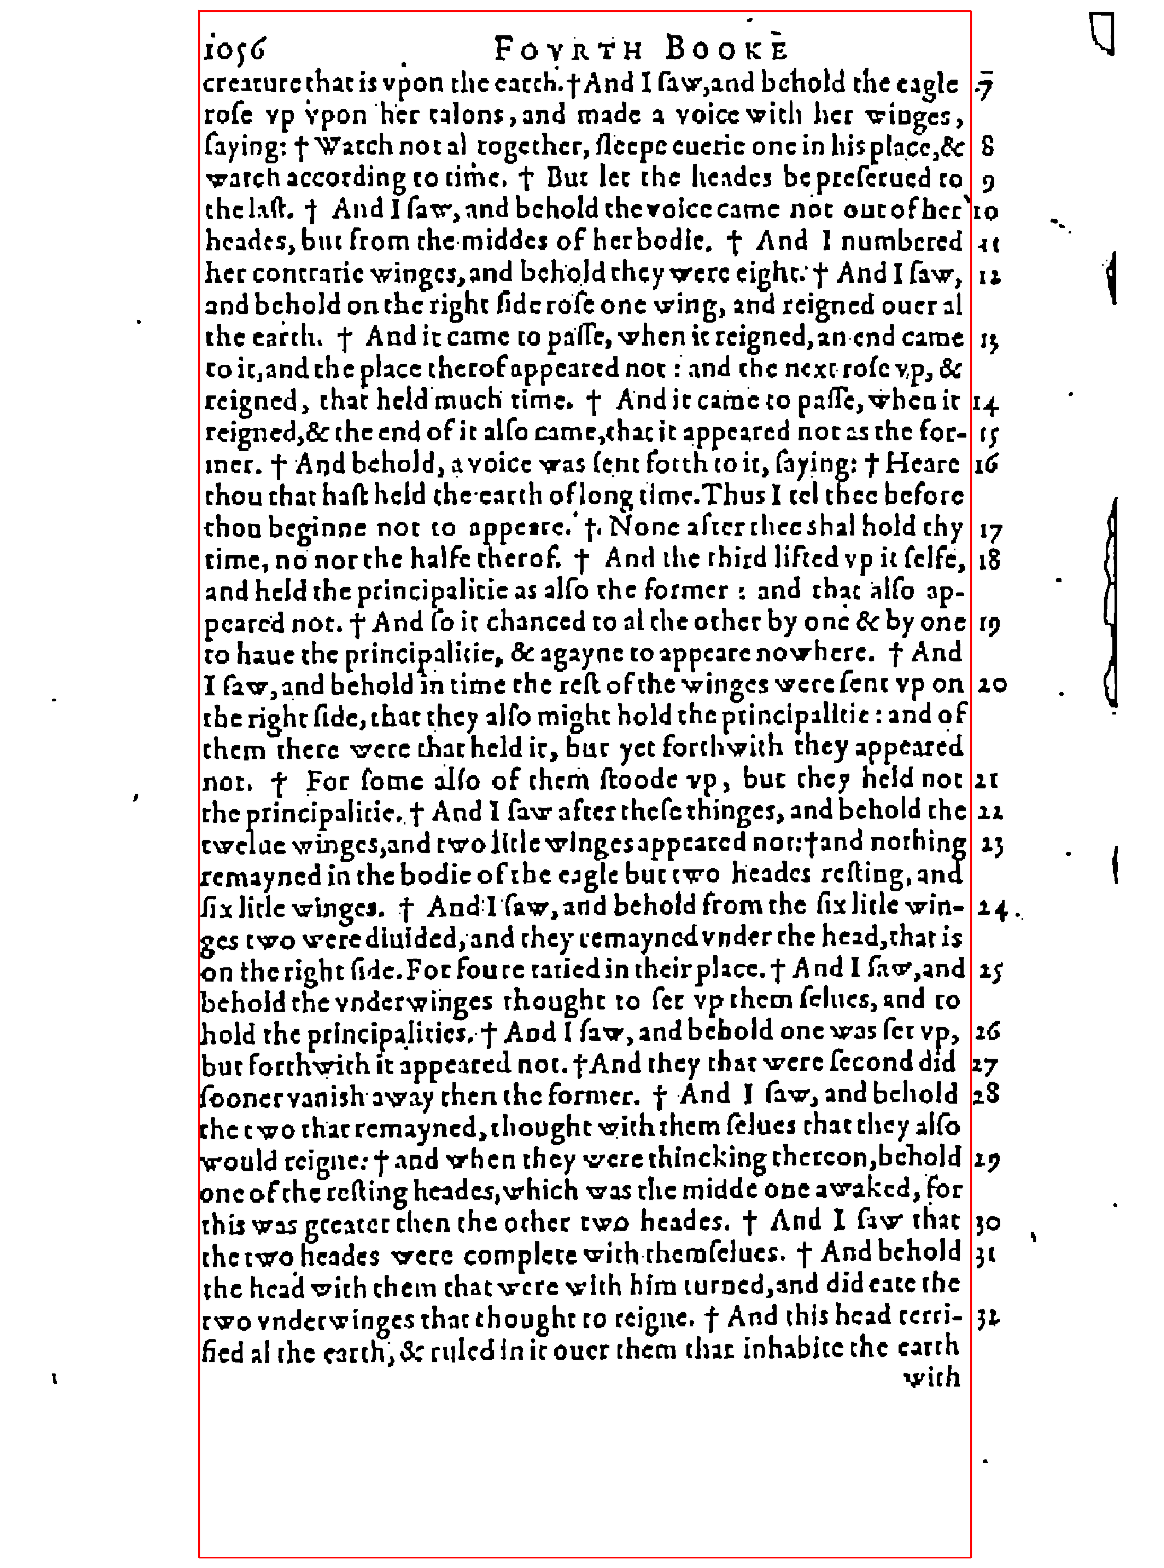 1056 FOVRTH BOOKE
creature that is vpon the earth. † And I ſaw, and behold the eagle 7
roſe vp vpon her talons, and made a voice with her winges,
ſaying: † Watch not al together, ſleepe euerie one in his place, & 8
watch according to time. † But let the heades be preſerued to 9
the laſt. † And I ſaw, and behold the voice came not out of her 10
heades, but from the middes of her bodie. † And I numbered 11
her contrarie winges, and behold they were eight. † And I ſaw, 12
and behold on the right ſide roſe one wing, and reigned ouer al
the earth. † And it came to paſſe, when it reigned, an end came 13
to it, and the place therof appeared not: and the next roſe vp, &
reigned, that held much time. † And it came to paſſe, when it 14
reigned, & the end of it alſo came, that it appeared not as the for- 15
mer. † And behold, a voice was ſent forth to it, ſaying: † Heare 16
thou that haſt held the earth of long time. Thus I tel thee before
thou beginne not to appeare. †. None after thee shal hold thy 17
time, no nor the halfe therof. † And the third lifted vp it ſelfe, 18
and held the principalitie as alſo the former: and that alſo ap-
peared not. † And ſo it chanced to al the other by one & by one 19
to haue the principalitie, & agayne to appeare nowhere. † And
I ſaw, and behold in time the reſt of the winges were ſent vp on 20
the right ſide, that they alſo might hold the principalitie: and of
them there were that held it, but yet forthwith they appeared
not. † For ſome alſo of them ſtoode vp, but they held not 21
the principalitie. † And I ſaw after theſe thinges, and behold the 22
twelue winges, and two litle winges appeared not: † and nothing 23
remayned in the bodie of the eagle but two heades reſting, and
ſix litle winges. † And I ſaw, and behold from the ſix litle win- 24.
ges two were diuided, and they remayned vnder the head, that is
on the right ſide. For foure taried in their place. † And I ſaw, and 25
behold the vnderwinges thought to ſet vp them ſelues, and to
hold the principalities. † And I ſaw, and behold one was ſet vp, 26
but forthwith it appeared not. † And they that were ſecond did 27
ſooner vanish away then the former. † And I ſaw, and behold 28
the two that remayned, thought with them ſelues that they alſo
would reigne: † and when they were thincking thereon, behold 29
one of the reſting heades, which was the midde one awaked, for
this was greater then the other two heades. † And I ſaw that 30
the two heades were complete with themſelues. † And behold 31
the head with them that were with him turned, and did eate the
two vnderwinges that thought to reigne. † And this head terri- 32
fied al the earth, & ruled in it ouer them that inhabite the earth
with